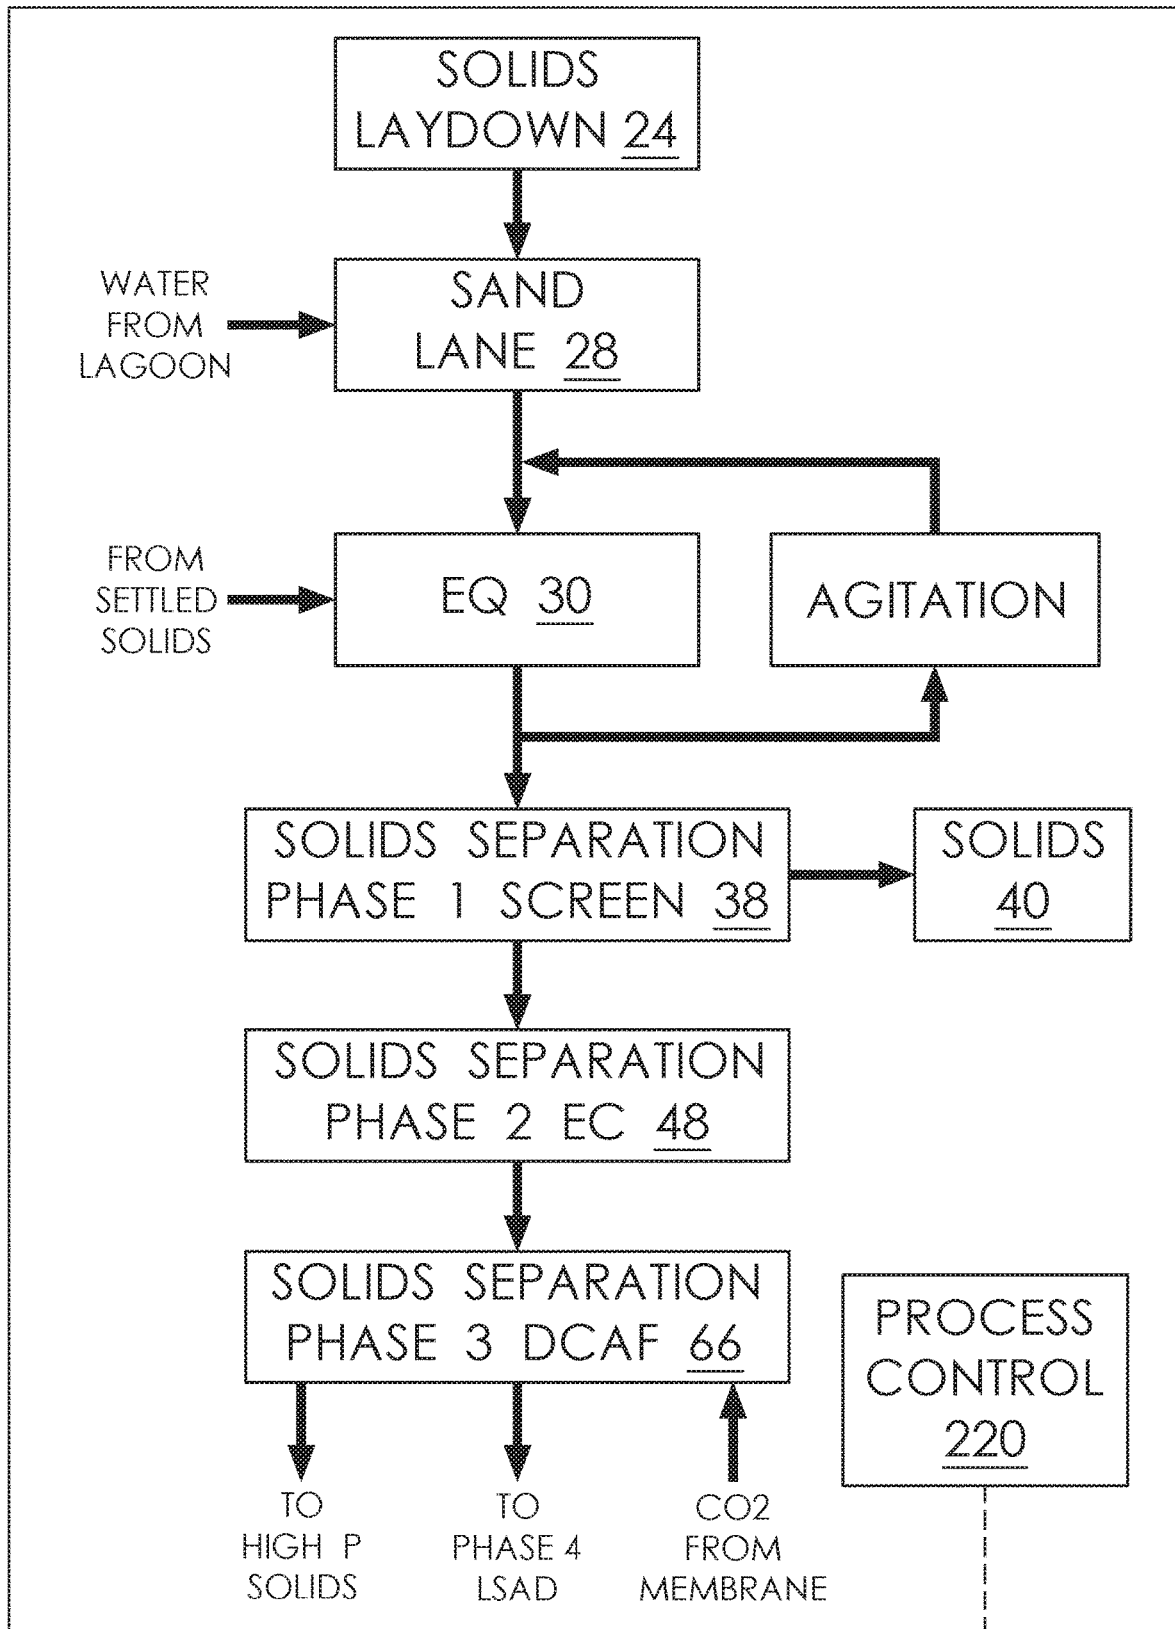 SOLIDS
LAYDOWN 24
WATER
FROM
LAGOON
SAND
LANE 28
FROM
SETTLED
SOLIDS
EQ 30
AGITATION
SOLIDS SEPARATION
PHASE 1 SCREEN 38
SOLIDS
40
SOLIDS SEPARATION
PHASE 2 EC 48
SOLIDS SEPARATION
PHASE 3 DCAF 66
PROCESS
CONTROL
220
TO
HIGH P
SOLIDS
TO
PHASE 4
LSAD
CO2
FROM
MEMBRANE